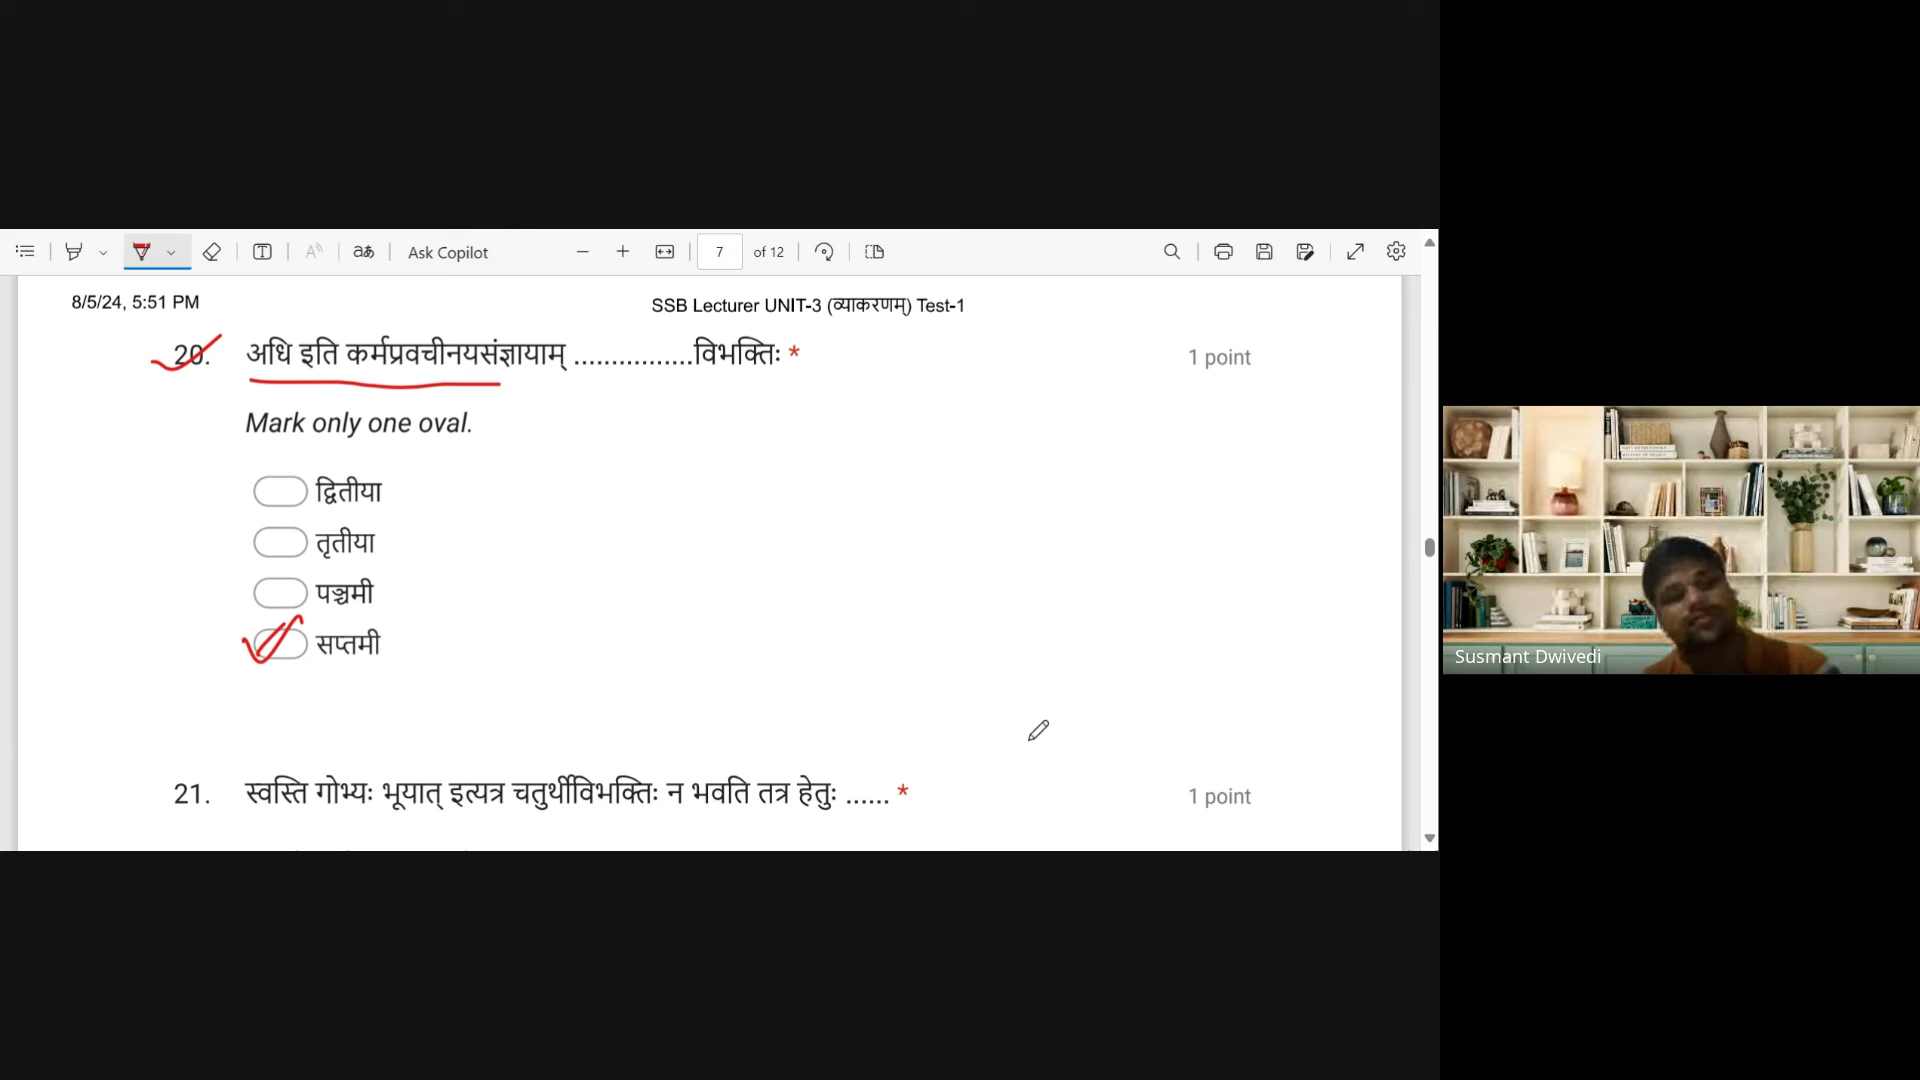 Ask Copilot
7 of 12
8/5/24, 5:51 PM
SSB Lecturer UNIT-3 (व्याकरणम्) Test-1
20. अधि इति कर्मप्रवचीनयसंज्ञायाम् ................विभक्तिः * 1 point
Mark only one oval.
द्वितीया
तृतीया
पञ्चमी
सप्तमी
21. स्वस्ति गोभ्यः भूयात् इत्यत्र चतुर्थीविभक्तिः न भवति तत्र हेतुः ...... * 1 point
Susmant Dwivedi